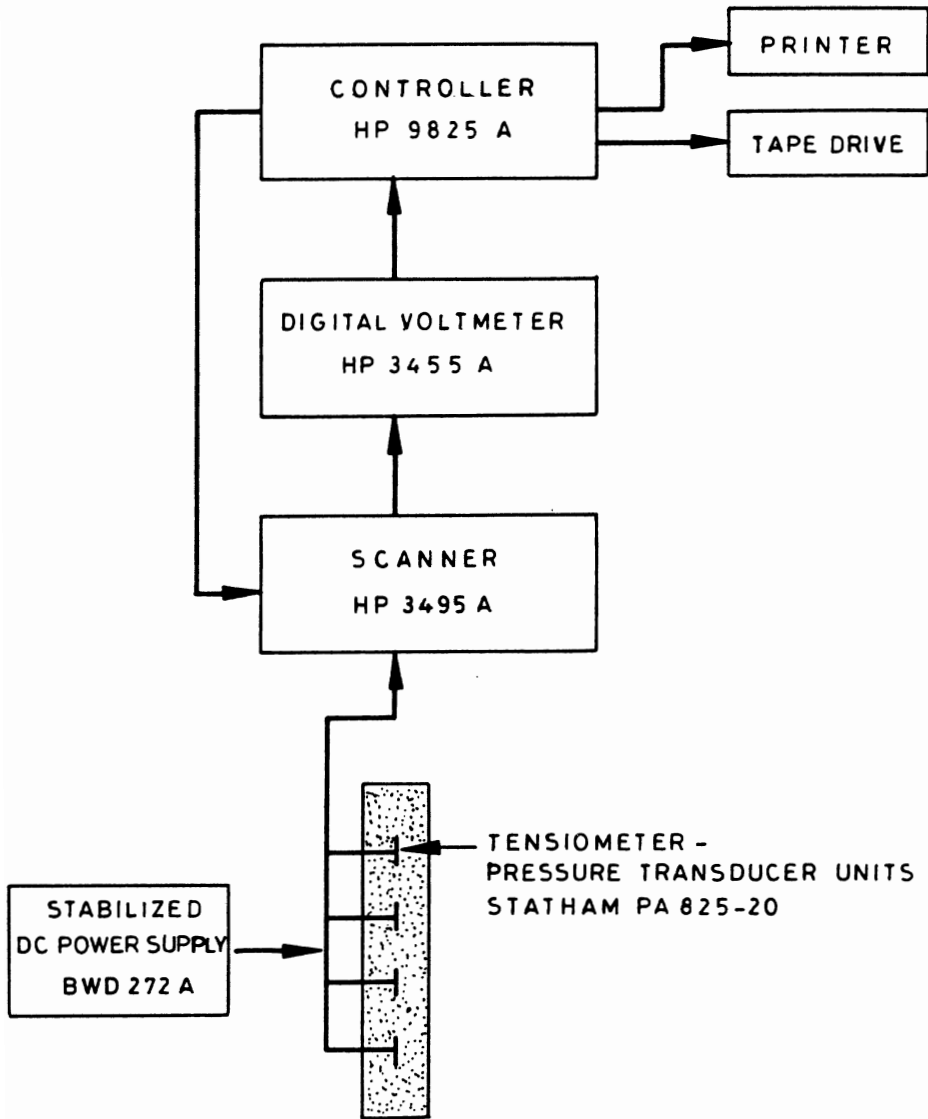 PRINTER
CONTROLLER
HP 9825 A
TAPE DRIVE
DIGITAL VOLTMETER
HP 3455 A
SCANNER
HP 3495 A
TENSIOMETER -
PRESSURE TRANSDUCER UNITS
STATHAM PA 825-20
STABILIZED
DC POWER SUPPLY
BWD 272 A